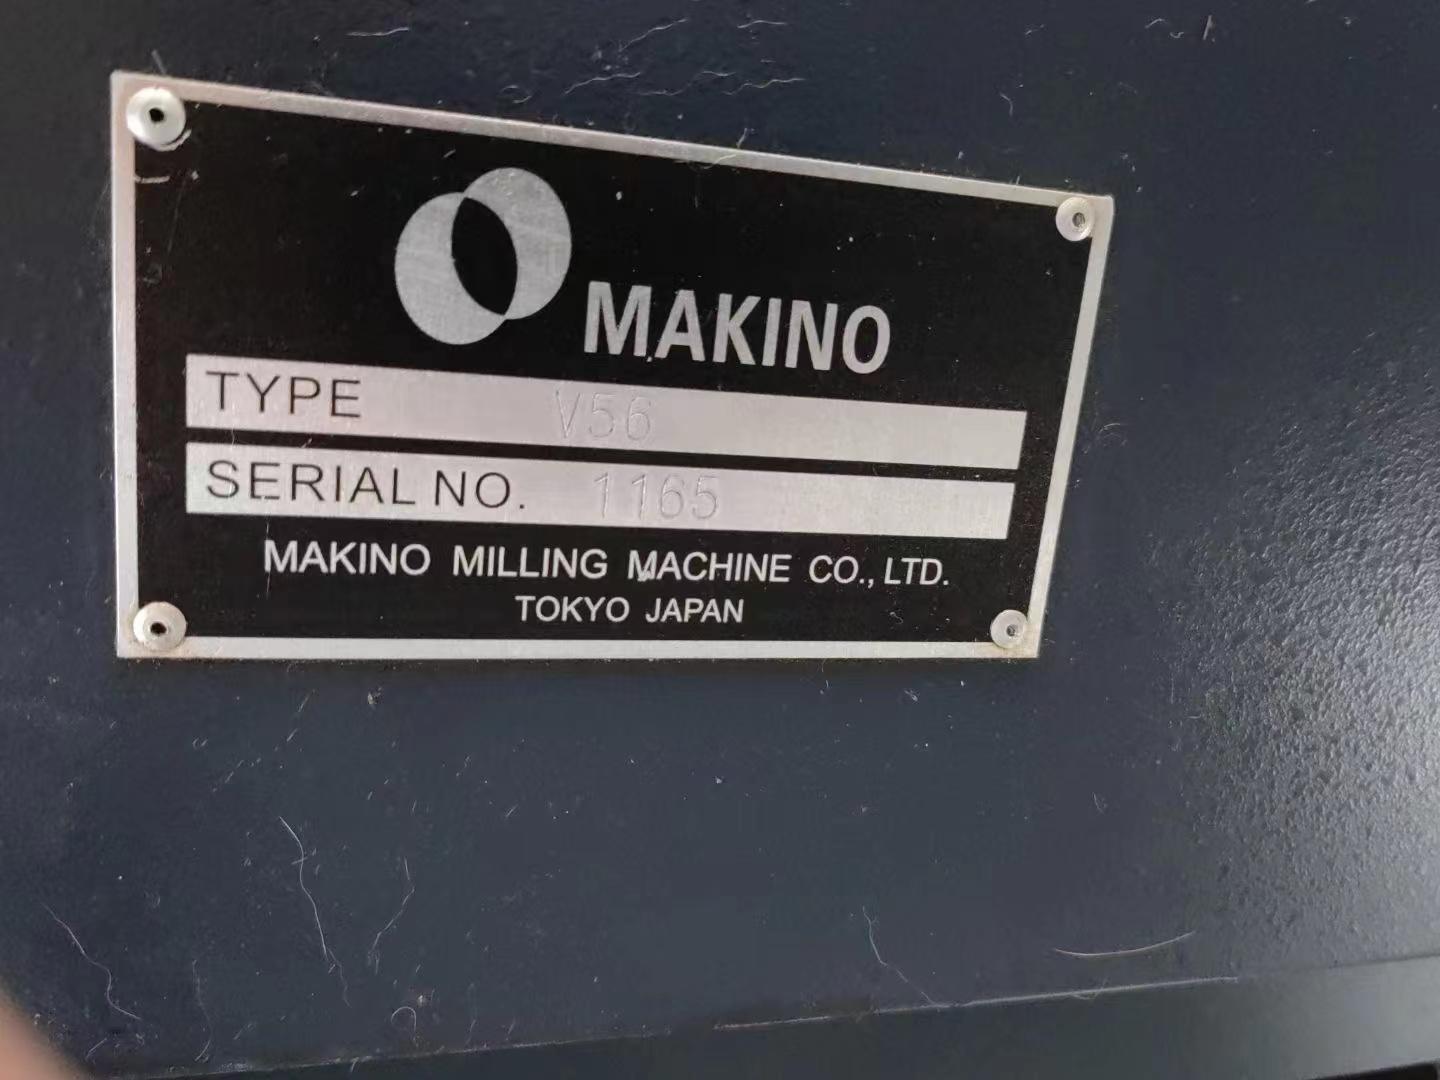 MAKINO
TYPE V56
SERIAL NO. 1165
MAKINO MILLING MACHINE CO., LTD.
TOKYO JAPAN